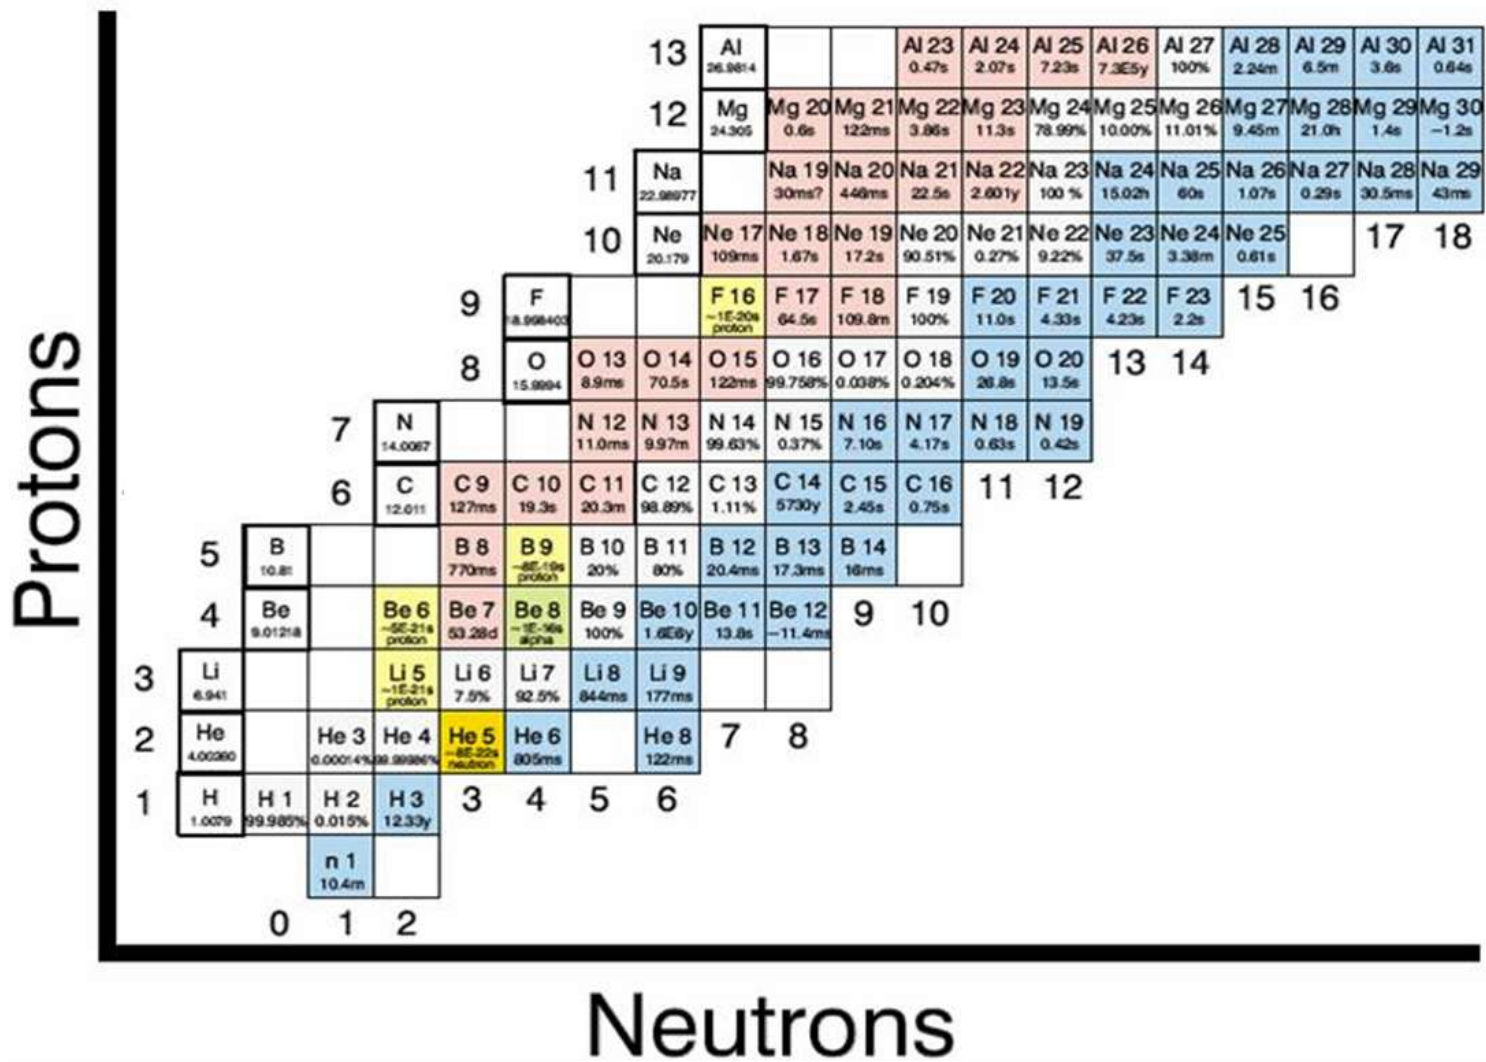 Protons
13
Al
26.9814
Al 23
0.47s
Al 24
2.07s
Al 25
7.23s
Al 26
7.3E5y
Al 27
100%
Al 28
2.24m
Al 29
6.5m
Al 30
3.6s
Al 31
0.64s
12
Mg
24.305
Mg 20
0.6s
Mg 21
122ms
Mg 22
3.86s
Mg 23
11.3s
Mg 24
78.99%
Mg 25
10.00%
Mg 26
11.01%
Mg 27
9.45m
Mg 28
21.0h
Mg 29
1.4s
Mg 30
~1.2s
11
Na
22.98977
Na 19
30ms?
Na 20
446ms
Na 21
22.5s
Na 22
2.601y
Na 23
100 %
Na 24
15.02h
Na 25
60s
Na 26
1.07s
Na 27
0.29s
Na 28
30.5ms
Na 29
43ms
10
Ne
20.179
Ne 17
109ms
Ne 18
1.67s
Ne 19
17.2s
Ne 20
90.51%
Ne 21
0.27%
Ne 22
9.22%
Ne 23
37.5s
Ne 24
3.38m
Ne 25
0.61s
17
18
9
F
18.998403
F 16
~1E-20s
proton
F 17
64.5s
F 18
109.8m
F 19
100%
F 20
11.0s
F 21
4.33s
F 22
4.23s
F 23
2.2s
15
16
8
O
15.9994
O 13
8.9ms
O 14
70.5s
O 15
122ms
O 16
99.758%
O 17
0.038%
O 18
0.204%
O 19
26.8s
O 20
13.5s
13
14
7
N
14.0067
N 12
11.0ms
N 13
9.97m
N 14
99.63%
N 15
0.37%
N 16
7.10s
N 17
4.17s
N 18
0.63s
N 19
0.42s
6
C
12.011
C 9
127ms
C 10
19.3s
C 11
20.3m
C 12
98.89%
C 13
1.11%
C 14
5730y
C 15
2.45s
C 16
0.75s
11
12
5
B
10.81
B 8
770ms
B 9
~8E-19s
proton
B 10
20%
B 11
80%
B 12
20.4ms
B 13
17.3ms
B 14
16ms
4
Be
9.01218
Be 6
~5E-21s
proton
Be 7
53.28d
Be 8
~1E-16s
alpha
Be 9
100%
Be 10
1.6E6y
Be 11
13.8s
Be 12
~11.4ms
9
10
3
Li
6.941
Li 5
~1E-21s
proton
Li 6
7.5%
Li 7
92.5%
Li 8
844ms
Li 9
177ms
2
He
4.00260
He 3
0.00014%
He 4
99.99986%
He 5
~8E-22s
neutron
He 6
805ms
He 8
122ms
7
8
1
H
1.0079
H 1
99.985%
H 2
0.015%
H 3
12.33y
3
4
5
6
n 1
10.4m
0
1
2
Neutrons